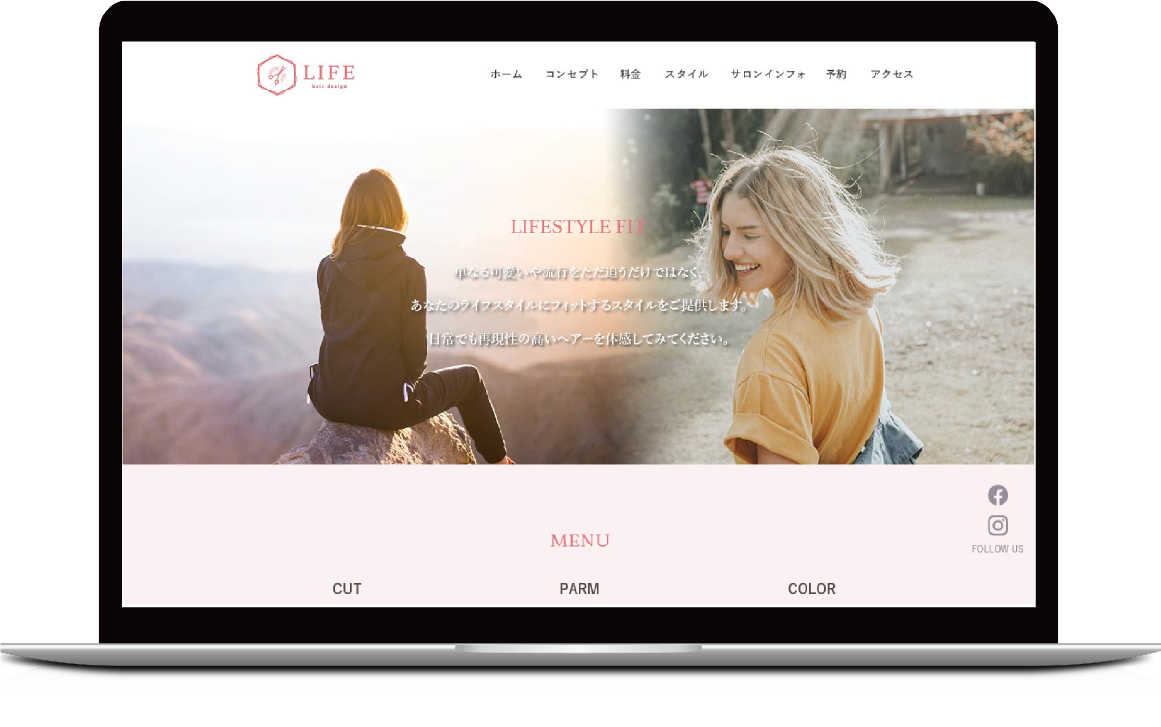 LIFE
hair design
ホーム コンセプト 料金 スタイル サロンインフォ 予約 アクセス
LIFESTYLE FIT
単なる可愛いや流行をただ追うだけではなく、
あなたのライフスタイルにフィットするスタイルをご提供します。
日常でも再現性の高いヘアーを体感してみてください。
FOLLOW US
MENU
CUT PARM COLOR